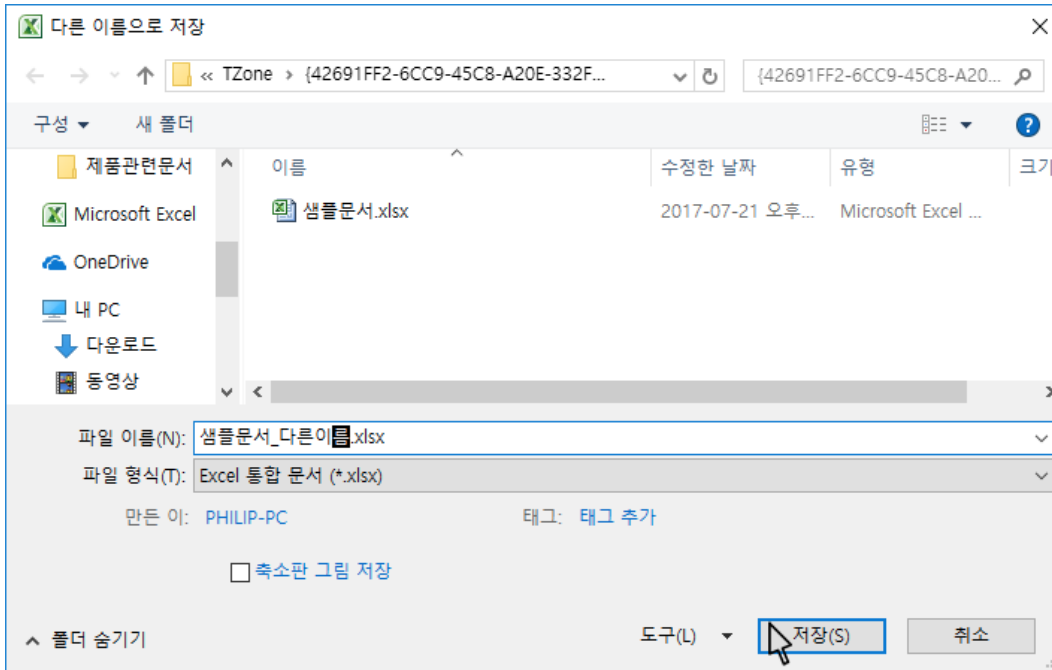 다른 이름으로 저장
« TZone › {42691FF2-6CC9-45C8-A20E-332F... {42691FF2-6CC9-45C8-A20...
구성 새 폴더
이름 수정한 날짜 유형 크기
제품관련문서
샘플문서.xlsx 2017-07-21 오후... Microsoft Excel ...
Microsoft Excel
OneDrive
내 PC
다운로드
동영상
파일 이름(N): 샘플문서_다른이름.xlsx
파일 형식(T): Excel 통합 문서 (*.xlsx)
만든 이: PHILIP-PC 태그: 태그 추가
축소판 그림 저장
폴더 숨기기 도구(L) 저장(S) 취소